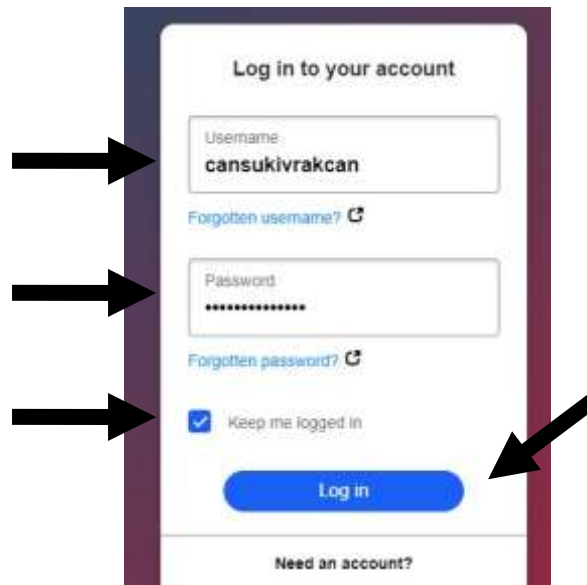 Log in to your account
Username
cansukivrakcan
Forgotten username?
Password
••••••••••••••
Forgotten password?
Keep me logged in
Log in
Need an account?